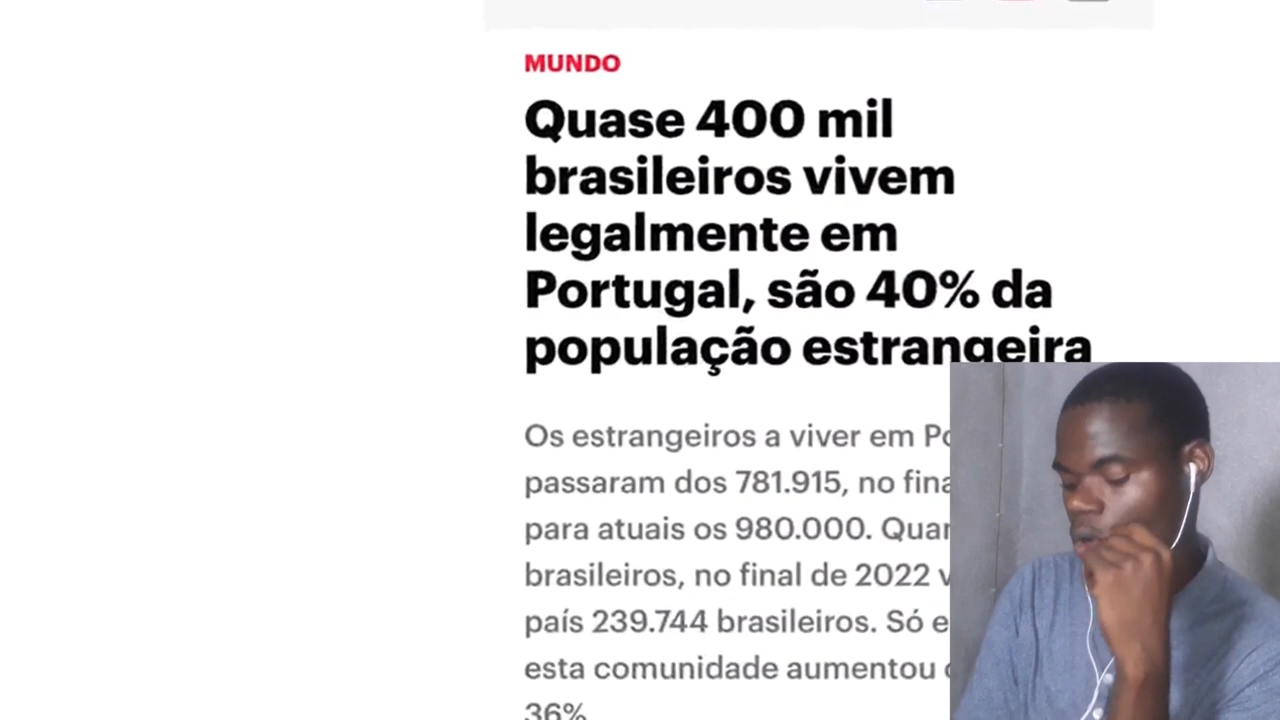 MUNDO
Quase 400 mil
brasileiros vivem
legalmente em
Portugal, são 40% da
população estrangeira
Os estrangeiros a viver em
passaram dos 781.915, no
para atuais os 980.000.
brasileiros, no final de 2022
país 239.744 brasileiros. Só
esta comunidade aumentou
36%